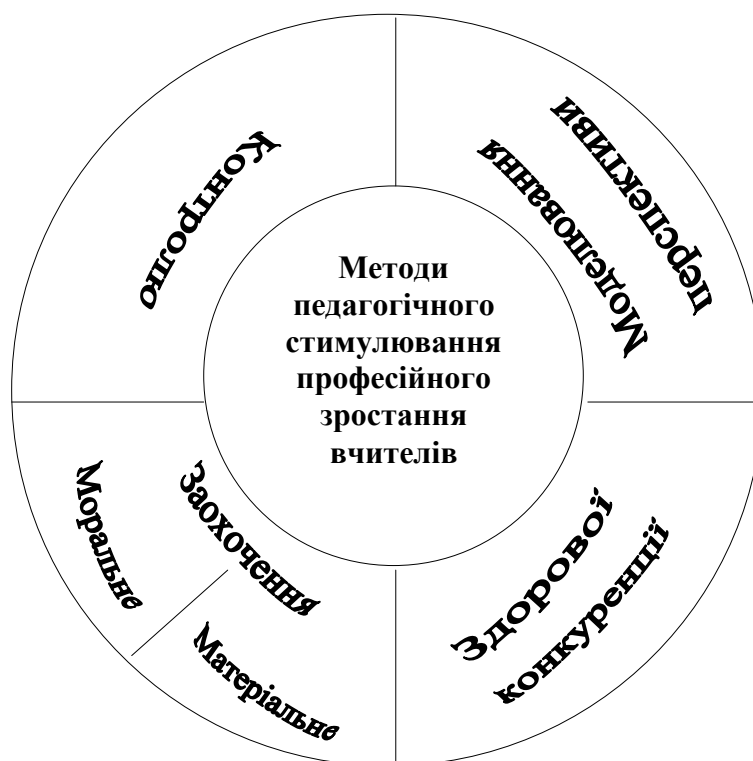 Контролю
Моделювання
перспективи
Методи
педагогічного
стимулювання
професійного
зростання
вчителів
Заохочення
Моральне
Матеріальне
Здорової
конкуренції